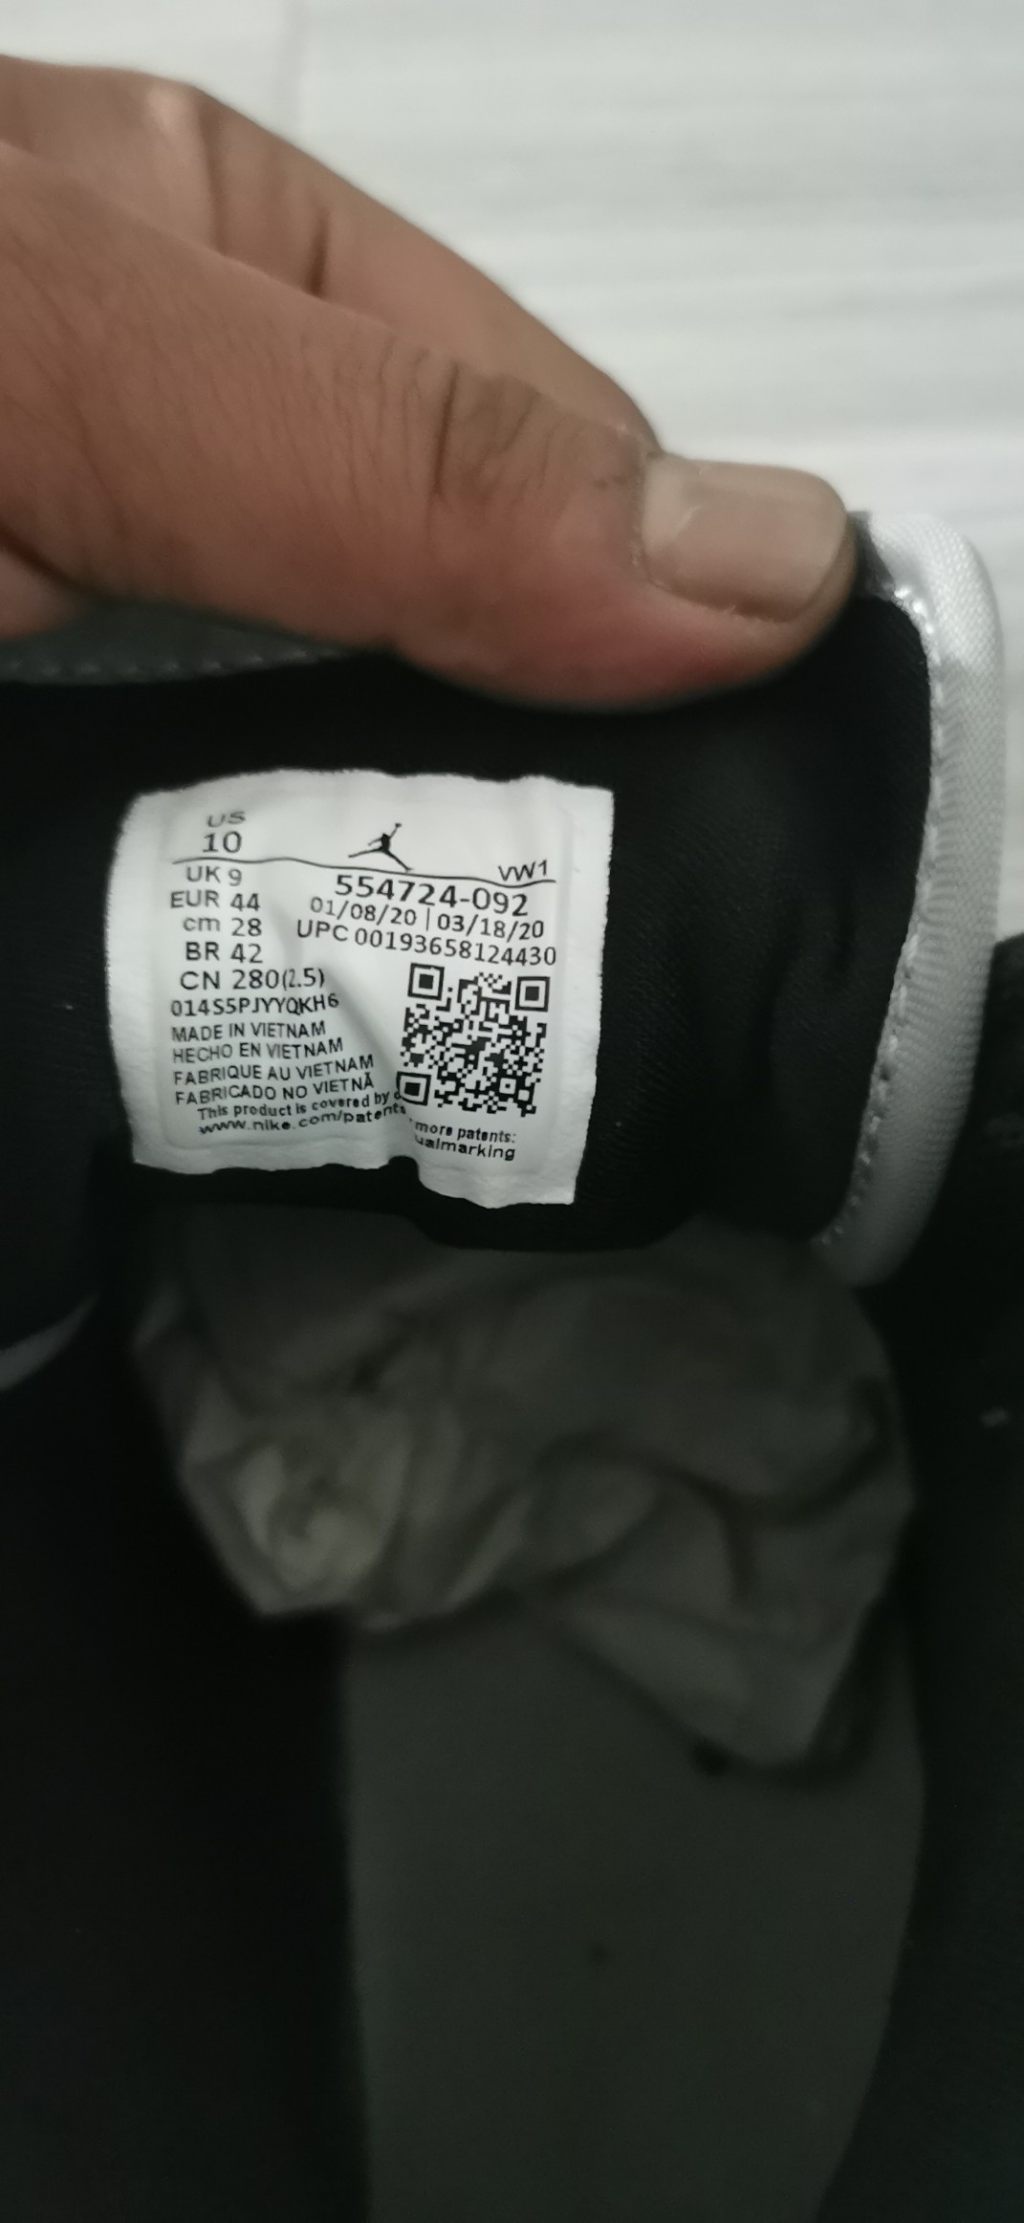 US
10
UK 9
EUR 44
cm 28
BR 42
CN 280(2.5)
014S5PJYYQKH6
MADE IN VIETNAM
HECHO EN VIETNAM
FABRIQUE AU VIETNAM
FABRICADO NO VIETNÃ
This product is covered by
www.nike.com/patents
VW1
554724-092
01/08/20 | 03/18/20
UPC 00193658124430
more patents:
ualmarking